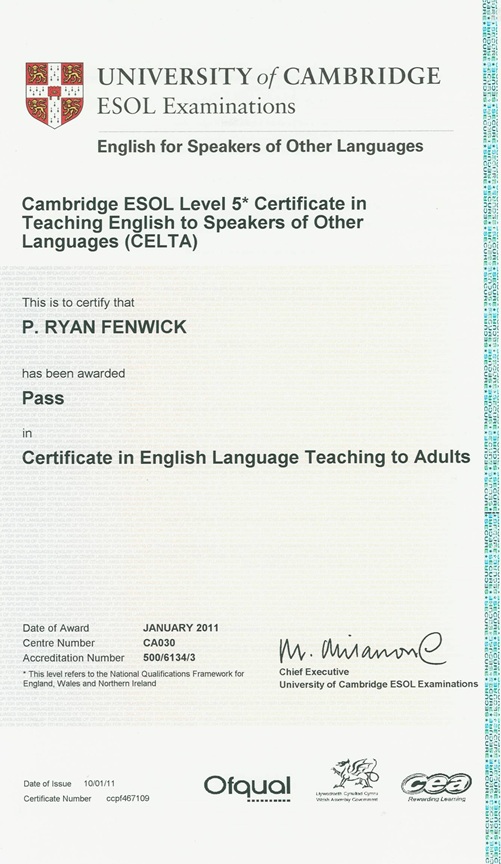 UNIVERSITY of CAMBRIDGE
ESOL Examinations
English for Speakers of Other Languages
Cambridge ESOL Level 5* Certificate in
Teaching English to Speakers of Other
Languages (CELTA)
This is to certify that
P. RYAN FENWICK
has been awarded
Pass
in
Certificate in English Language Teaching to Adults
Date of Award JANUARY 2011
Centre Number CA030
Accreditation Number 500/6134/3
* This level refers to the National Qualifications Framework for
England, Wales and Northern Ireland
Chief Executive
University of Cambridge ESOL Examinations
Date of Issue 10/01/11
Certificate Number ccpf467109
Ofqual
Llywodraeth Cynulliad Cymru
Welsh Assembly Government
cea
Rewarding Learning